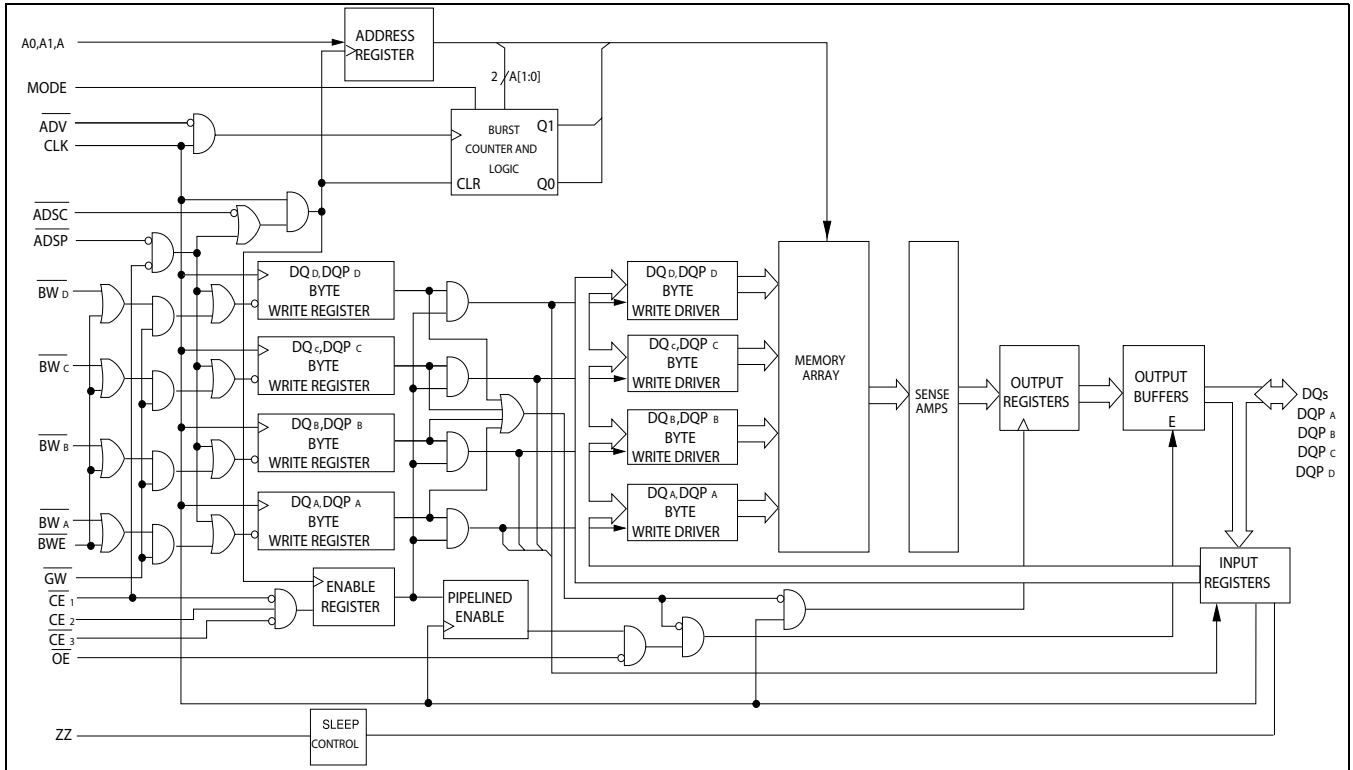 A0,A1,A
ADDRESS
REGISTER
MODE
2 A[1:0]
ADV
CLK
BURST
COUNTER AND
LOGIC
Q1
CLR
Q0
ADSC
ADSP
BW D
DQ D,DQP D
BYTE
WRITE REGISTER
DQ D,DQP D
BYTE
WRITE DRIVER
BW C
DQ c,DQP C
BYTE
WRITE REGISTER
DQ c,DQP C
BYTE
WRITE DRIVER
BW B
DQ B,DQP B
BYTE
WRITE REGISTER
DQ B,DQP B
BYTE
WRITE DRIVER
BW A
BWE
DQ A,DQP A
BYTE
WRITE REGISTER
DQ A,DQP A
BYTE
WRITE DRIVER
MEMORY
ARRAY
SENSE
AMPS
OUTPUT
REGISTERS
OUTPUT
BUFFERS
E
DQs
DQP A
DQP B
DQP C
DQP D
INPUT
REGISTERS
GW
CE 1
CE 2
CE 3
OE
ENABLE
REGISTER
PIPELINED
ENABLE
ZZ
SLEEP
CONTROL